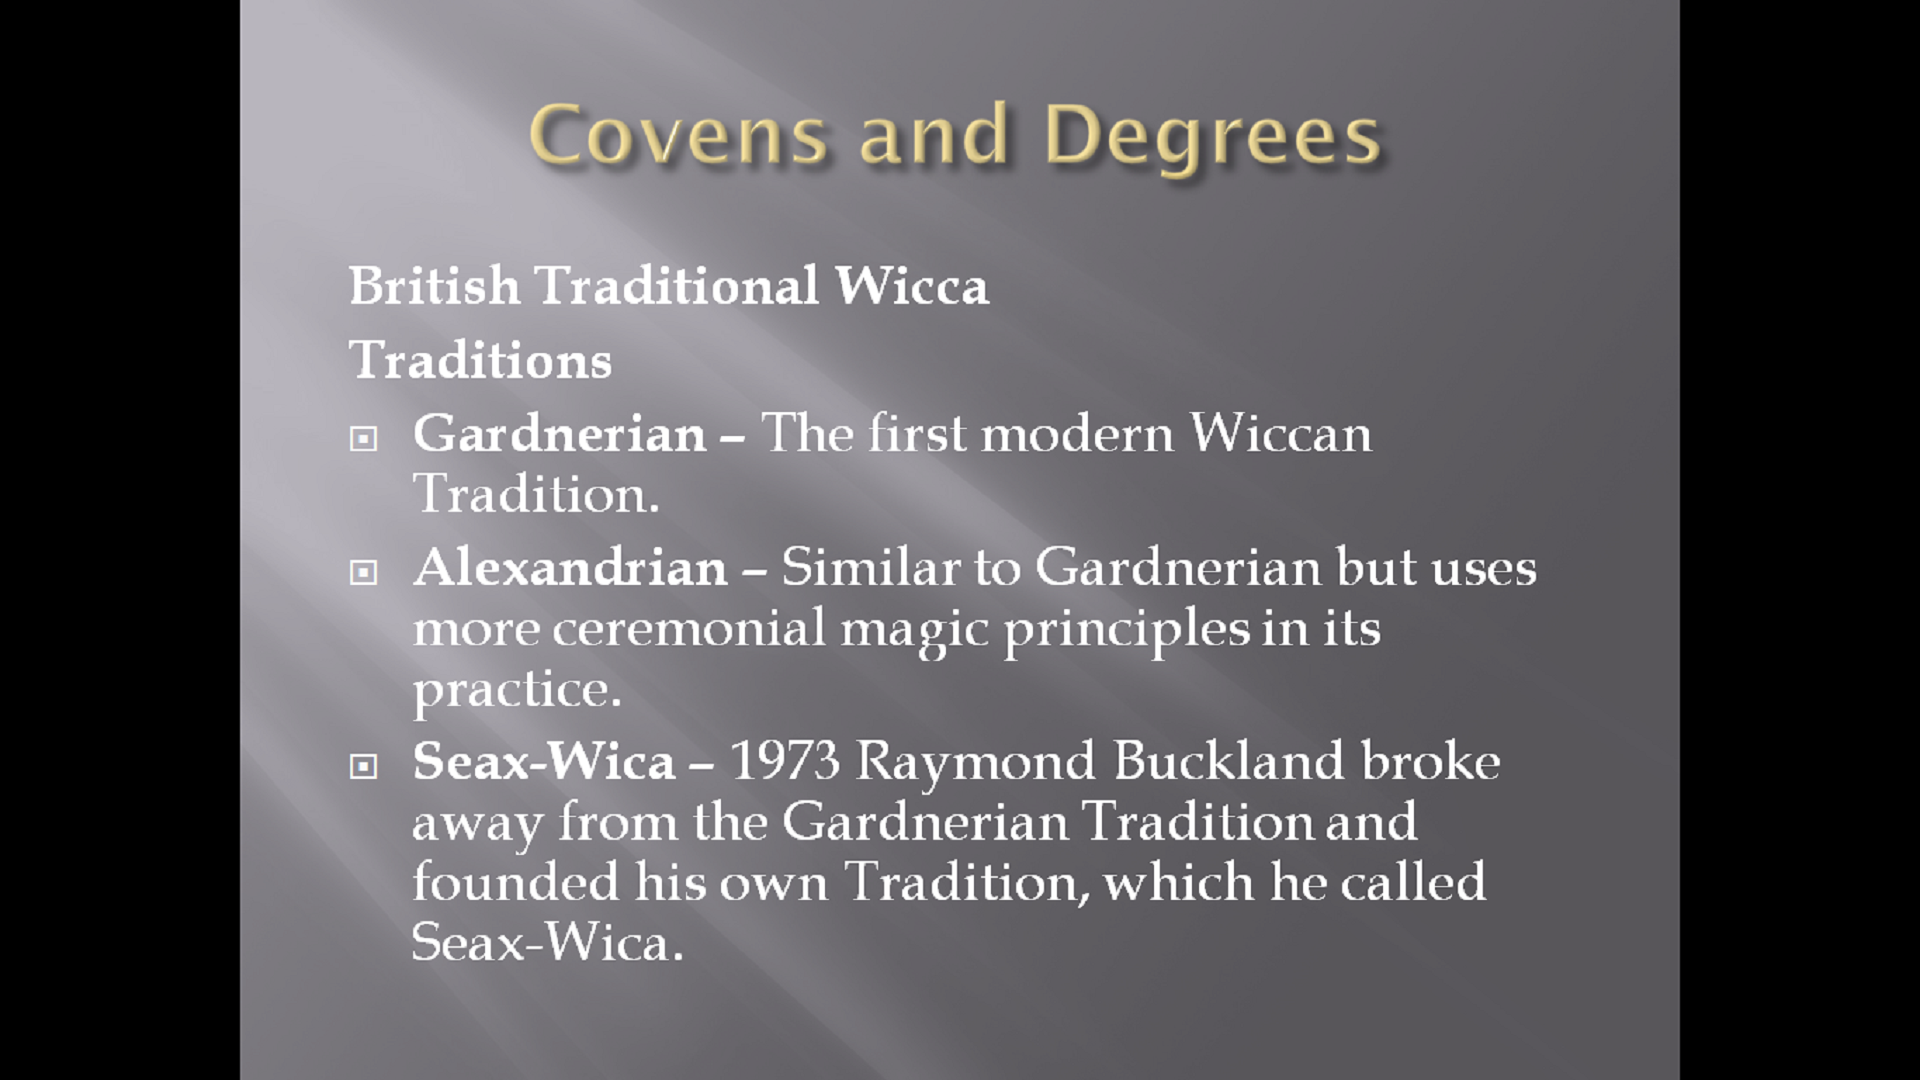 Covens and Degrees
British Traditional Wicca
Traditions
Gardnerian – The first modern Wiccan
Tradition.
Alexandrian – Similar to Gardnerian but uses
more ceremonial magic principles in its
practice.
Seax-Wica – 1973 Raymond Buckland broke
away from the Gardnerian Tradition and
founded his own Tradition, which he called
Seax-Wica.